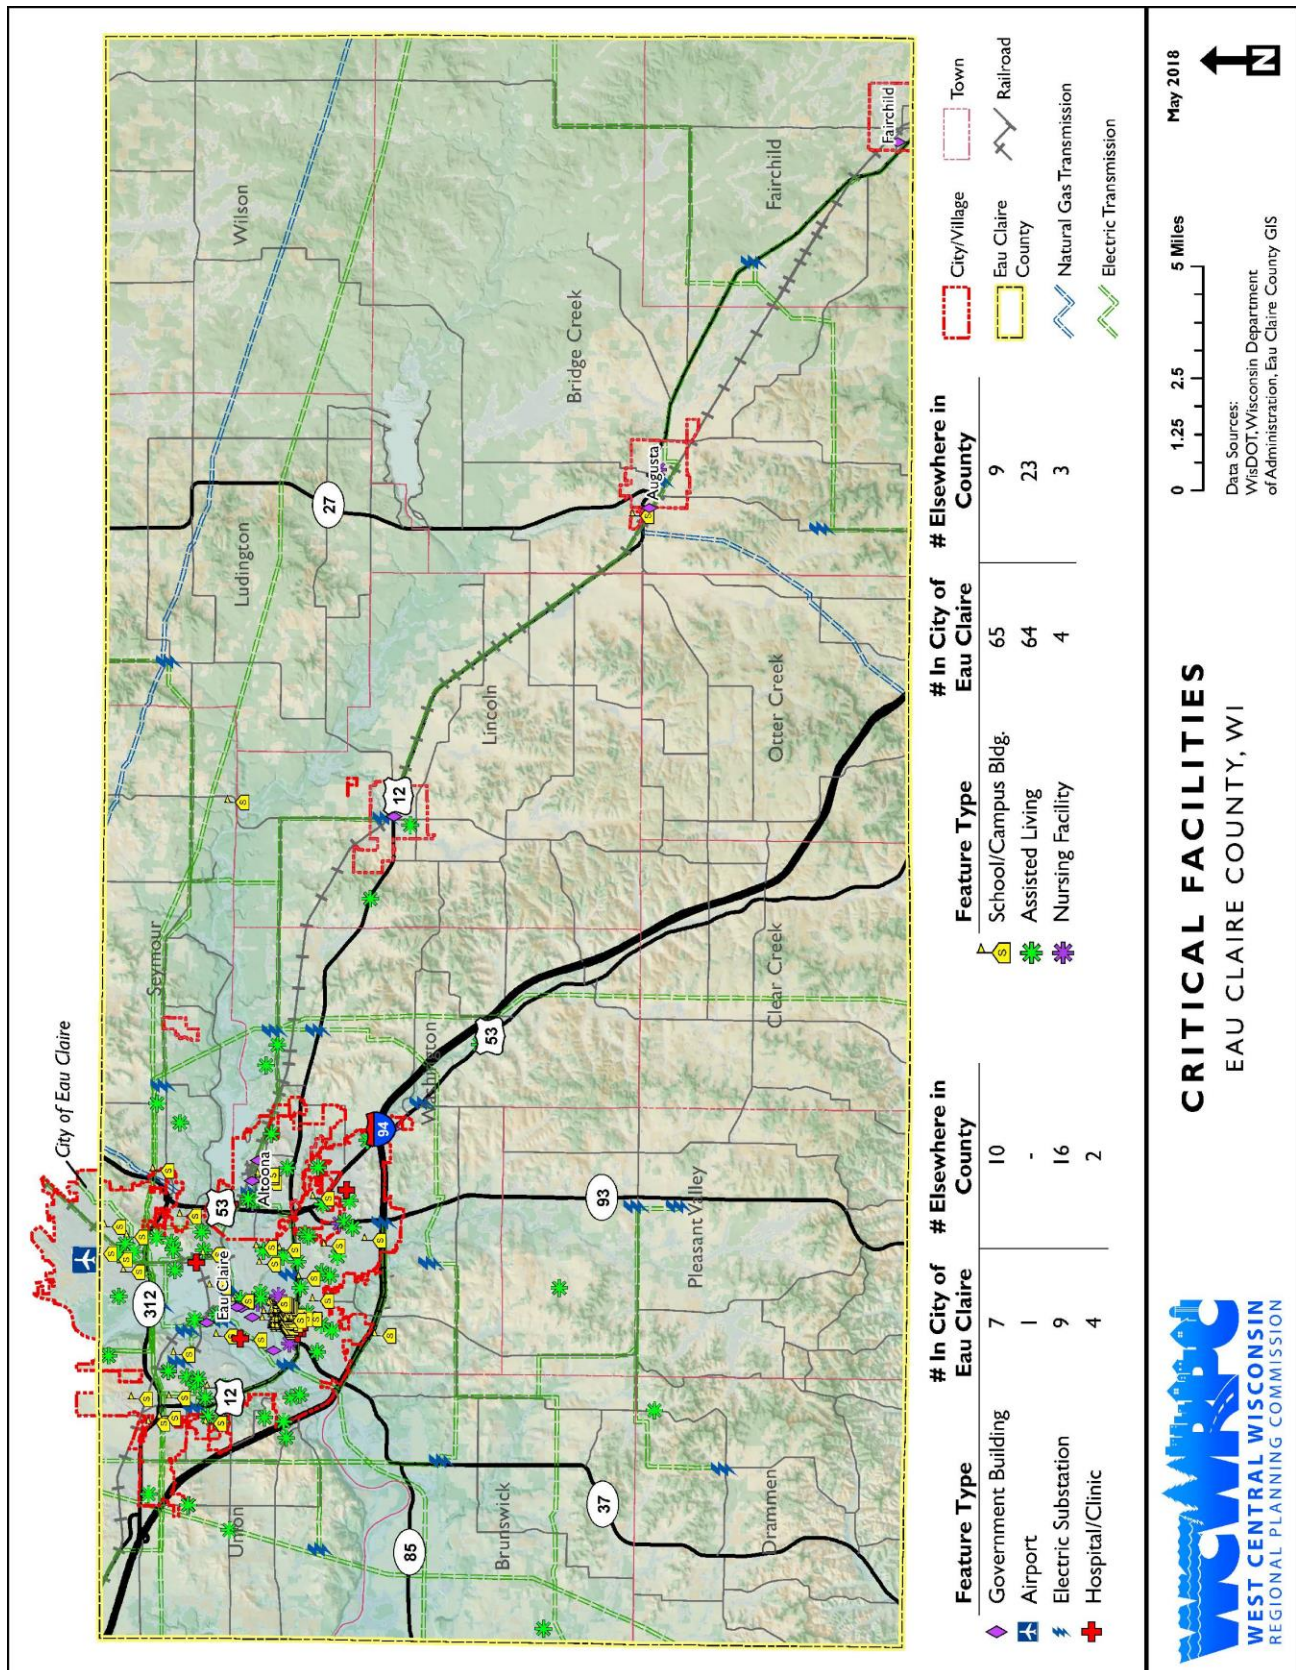 City of Eau Claire
Seymour
Ludington
Wilson
27
312
53
Eau Claire
Altoona
12
Union
12
94
Washington
53
Lincoln
Bridge Creek
Augusta
Fairchild
Fairchild
85
Brunswick
37
Drammen
93
Pleasant Valley
Clear Creek
Otter Creek
Feature Type
# In City of
Eau Claire
# Elsewhere in
County
Government Building 7 10
Airport 1 -
Electric Substation 9 16
Hospital/Clinic 4 2
Feature Type
# In City of
Eau Claire
# Elsewhere in
County
School/Campus Bldg. 65 9
Assisted Living 64 23
Nursing Facility 4 3
City/Village
Town
Eau Claire
County
Railroad
Natural Gas Transmission
Electric Transmission
WCWRPC
WEST CENTRAL WISCONSIN
REGIONAL PLANNING COMMISSION
CRITICAL FACILITIES
EAU CLAIRE COUNTY, WI
0 1.25 2.5 5 Miles
Data Sources:
WisDOT, Wisconsin Department
of Administration, Eau Claire County GIS
May 2018
N